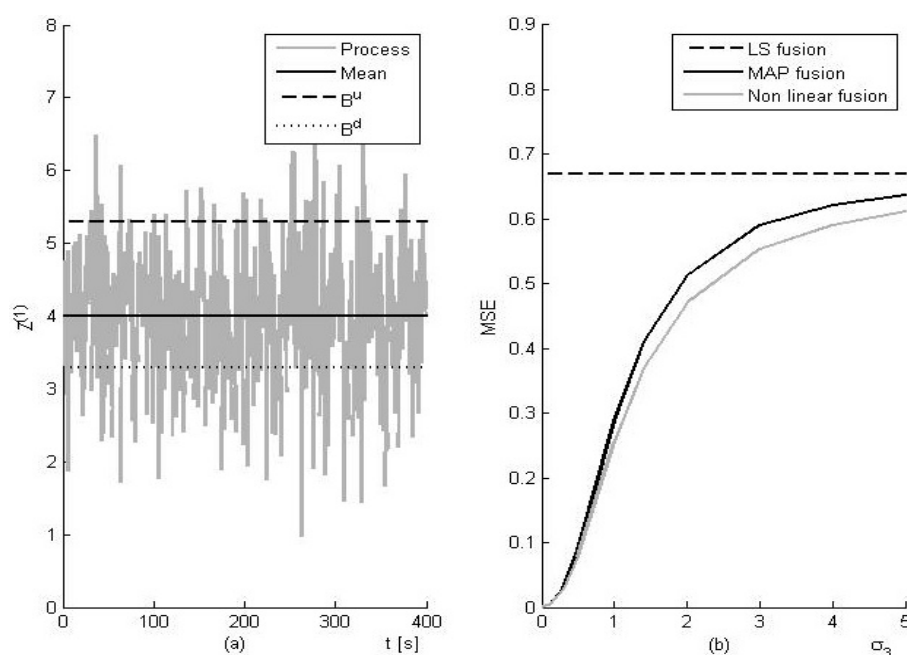 8
7
6
5
4
3
2
1
0
Z(1)
Process
Mean
B^u
B^d
0
100
200
300
400
(a)
t [s]
0.9
0.8
0.7
0.6
0.5
0.4
0.3
0.2
0.1
0
MSE
LS fusion
MAP fusion
Non linear fusion
0
1
2
3
4
5
(b)
σ₃